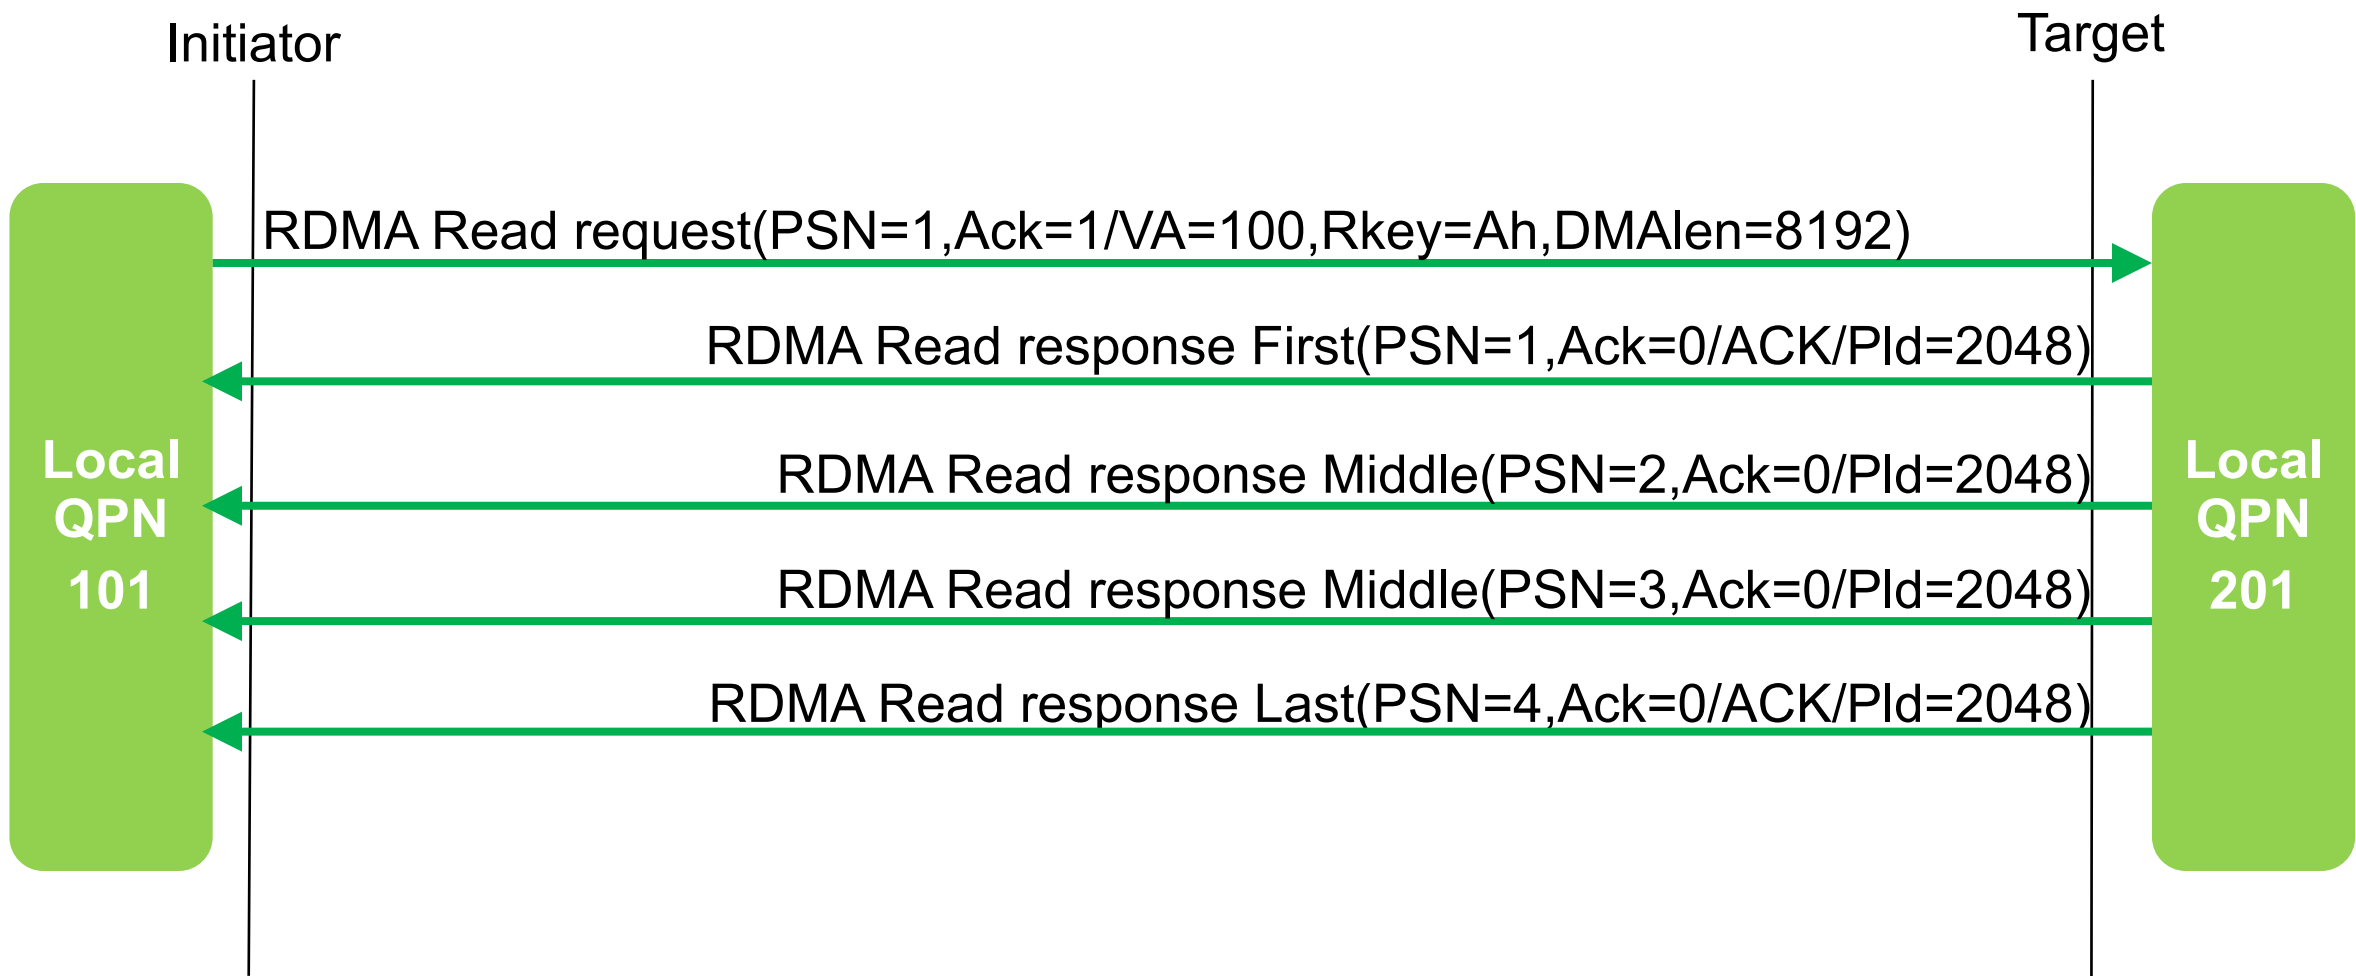 Initiator
Target
RDMA Read request(PSN=1,Ack=1/VA=100,Rkey=Ah,DMAlen=8192)
RDMA Read response First(PSN=1,Ack=0/ACK/Pld=2048)
RDMA Read response Middle(PSN=2,Ack=0/Pld=2048)
RDMA Read response Middle(PSN=3,Ack=0/Pld=2048)
RDMA Read response Last(PSN=4,Ack=0/ACK/Pld=2048)
Local
QPN
101
Local
QPN
201